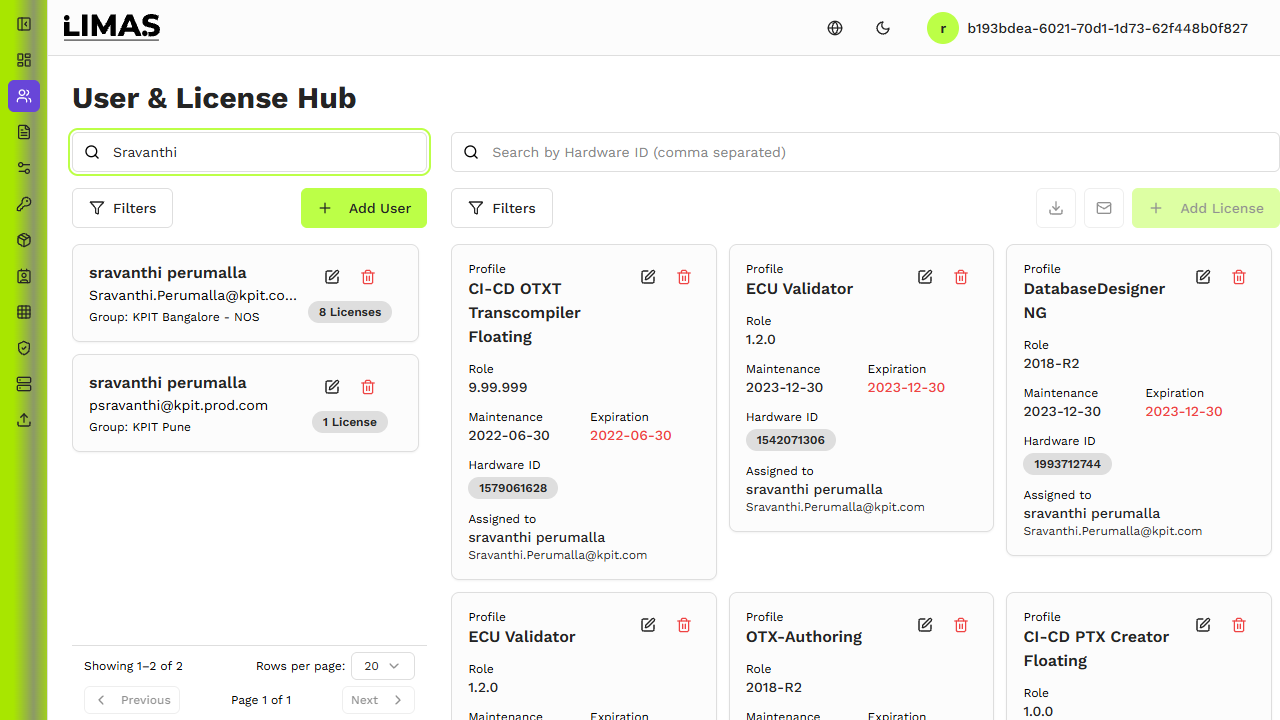 LIMAS
r
b193bdea-6021-70d1-1d73-62f448b0f827
User & License Hub
Sravanthi
Search by Hardware ID (comma separated)
Filters
Add User
Filters
Add License
sravanthi perumalla
Sravanthi.Perumalla@kpit.co...
Group: KPIT Bangalore - NOS
8 Licenses
sravanthi perumalla
psravanthi@kpit.prod.com
Group: KPIT Pune
1 License
Showing 1–2 of 2
Rows per page:
20
Previous
Page 1 of 1
Next
Profile
CI-CD OTXT
Transcompiler
Floating
Role
9.99.999
Maintenance
Expiration
2022-06-30
2022-06-30
Hardware ID
1579061628
Assigned to
sravanthi perumalla
Sravanthi.Perumalla@kpit.com
Profile
ECU Validator
Role
1.2.0
Maintenance
Expiration
2023-12-30
2023-12-30
Hardware ID
1542071306
Assigned to
sravanthi perumalla
Sravanthi.Perumalla@kpit.com
Profile
DatabaseDesigner
NG
Role
2018-R2
Maintenance
Expiration
2023-12-30
2023-12-30
Hardware ID
1993712744
Assigned to
sravanthi perumalla
Sravanthi.Perumalla@kpit.com
Profile
ECU Validator
Role
1.2.0
Maintenance
Expiration
Profile
OTX-Authoring
Role
2018-R2
Maintenance
Expiration
Profile
CI-CD PTX Creator
Floating
Role
1.0.0